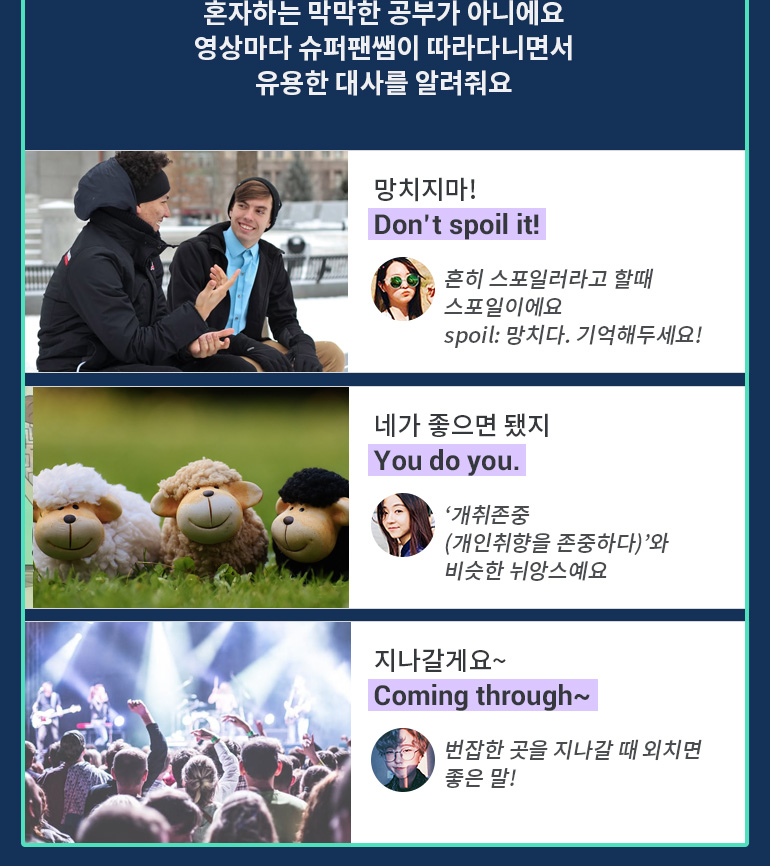 혼자하는 막막한 공부가 아니에요
영상마다 슈퍼팬쌤이 따라다니면서
유용한 대사를 알려줘요
망치지마!
Don't spoil it!
흔히 스포일러라고 할때
스포일이에요
spoil: 망치다. 기억해두세요!
네가 좋으면 됐지
You do you.
‘개취존중
(개인취향을 존중하다)’와
비슷한 뉘앙스예요
지나갈게요~
Coming through~
번잡한 곳을 지나갈 때 외치면
좋은 말!